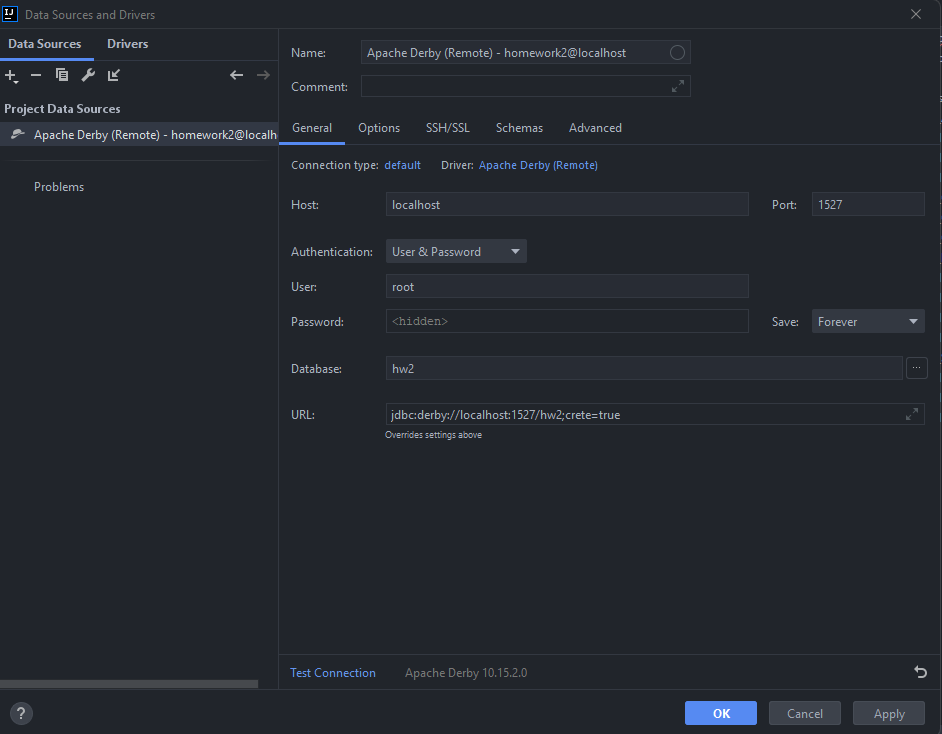 Data Sources and Drivers
Data Sources Drivers
Project Data Sources
Apache Derby (Remote) - homework2@localh
Problems
Name: Apache Derby (Remote) - homework2@localhost
Comment:
General Options SSH/SSL Schemas Advanced
Connection type: default Driver: Apache Derby (Remote)
Host: localhost Port: 1527
Authentication: User & Password
User: root
Password: <hidden> Save: Forever
Database: hw2 ...
URL: jdbc:derby://localhost:1527/hw2;crete=true
Overrides settings above
Test Connection Apache Derby 10.15.2.0
? OK Cancel Apply